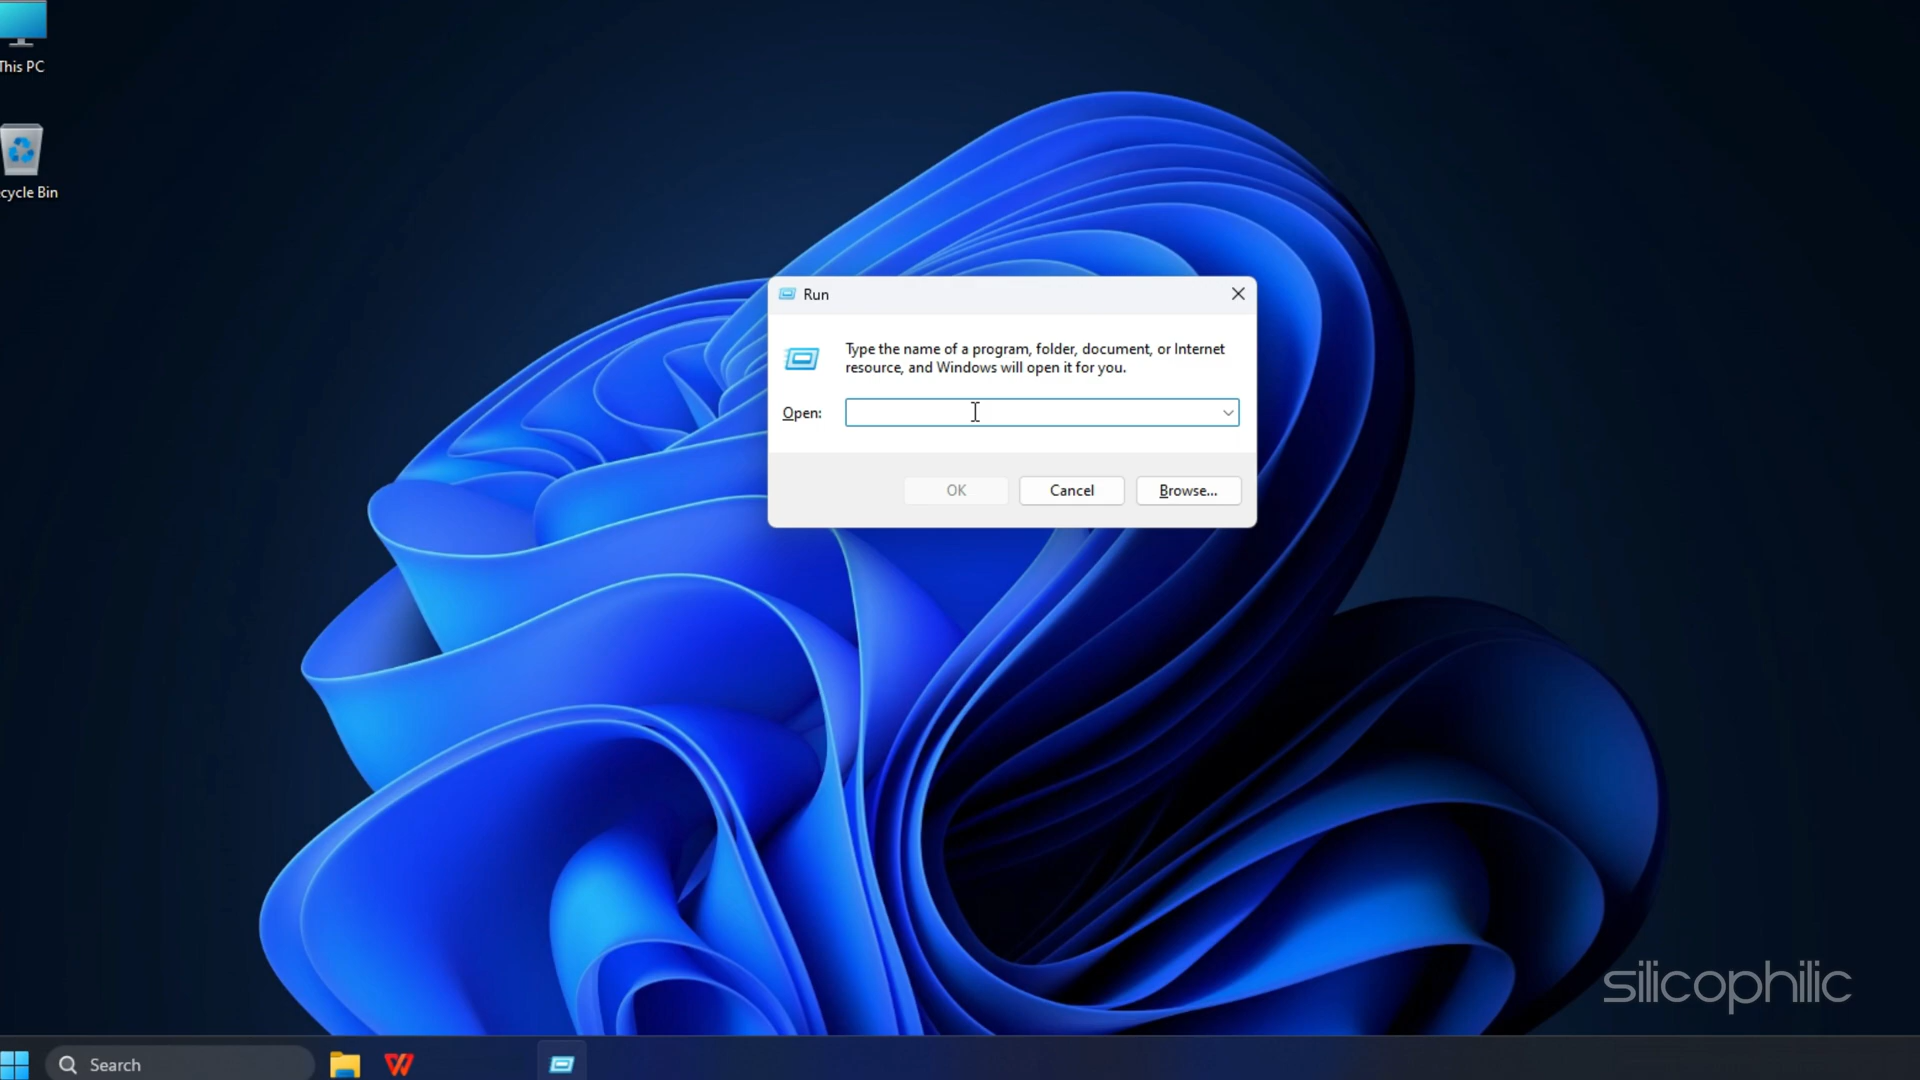 This PC
cycle Bin
Run
Type the name of a program, folder, document, or Internet
resource, and Windows will open it for you.
Open:
OK
Cancel
Browse...
silicophilic
Search